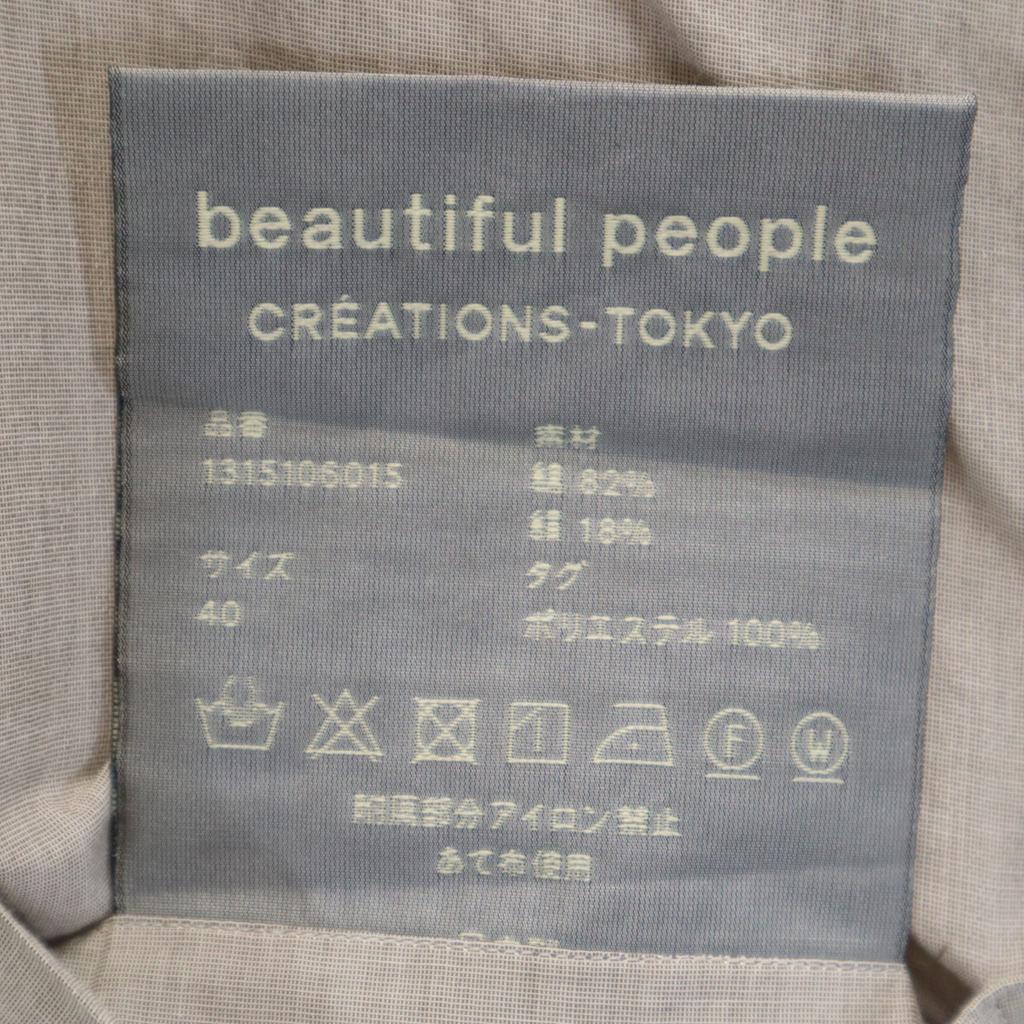 beautiful people
CRÉATIONS-TOKYO
品番
1315106015
サイズ
40
素材
綿 82%
絹 18%
タグ
ポリエステル 100%
F W
部分アイロン禁止
あて布使用